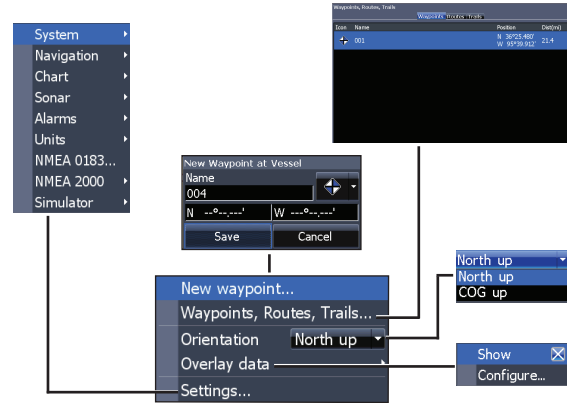 Waypoints, Routes, Trails
Waypoints Routes Trails
Icon Name Position Dist(mi)
001 N 36°25.480' 21.4
W 95°39.912'
System
Navigation
Chart
Sonar
Alarms
Units
NMEA 0183...
NMEA 2000
Simulator
New Waypoint at Vessel
Name
004
N --°--.---' W ---°--.---'
Save Cancel
New waypoint...
Waypoints, Routes, Trails...
Orientation North up
Overlay data
Settings...
North up
North up
COG up
Show
Configure...